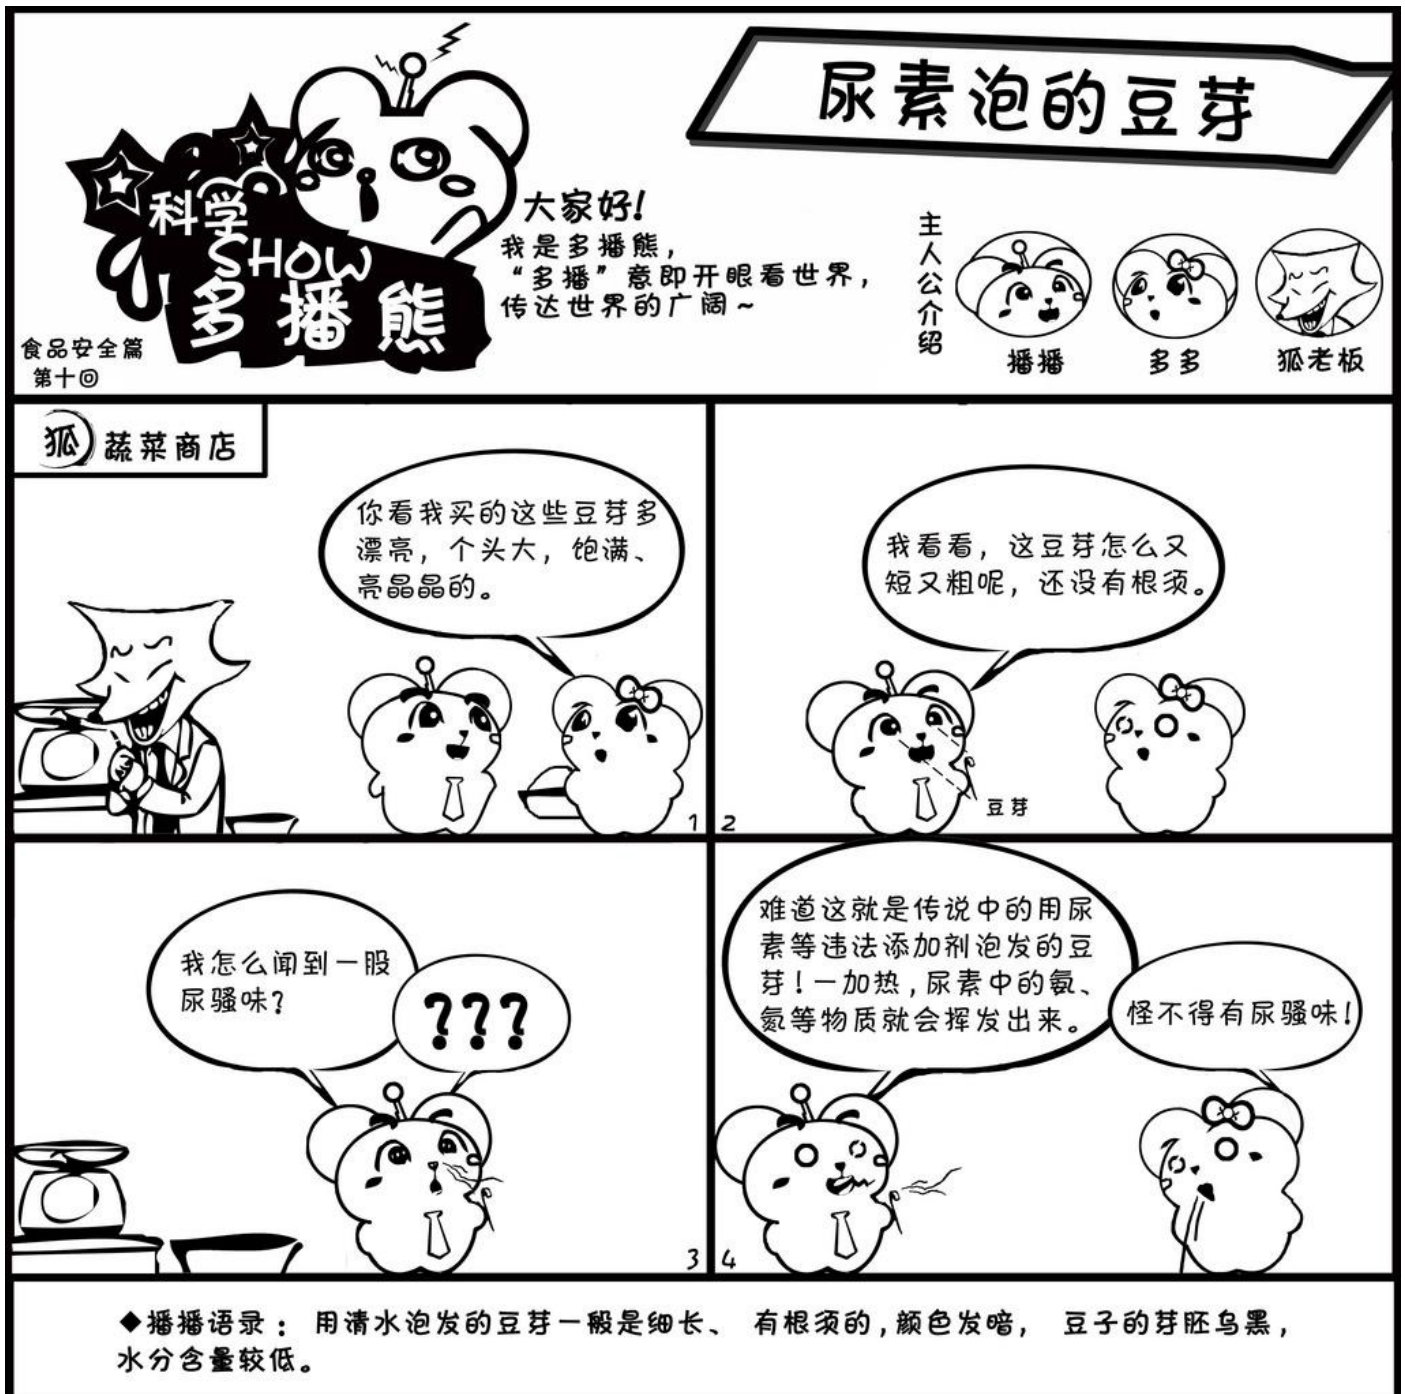 尿素泡的豆芽
科学
SHOW
多播熊
食品安全篇
第十回
大家好!
我是多播熊,
“多播”意即开眼看世界,
传达世界的广阔~
主人公介绍
播播
多多
狐老板
狐 蔬菜商店
你看我买的这些豆芽多
漂亮,个头大,饱满、
亮晶晶的。
1
我看看,这豆芽怎么又
短又粗呢,还没有根须。
豆芽
2
我怎么闻到一股
尿骚味?
???
3
难道这就是传说中的用尿
素等违法添加剂泡发的豆
芽!一加热,尿素中的氨、
氮等物质就会挥发出来。
怪不得有尿骚味!
4
◆播播语录: 用清水泡发的豆芽一般是细长、 有根须的,颜色发暗, 豆子的芽胚乌黑,
水分含量较低。